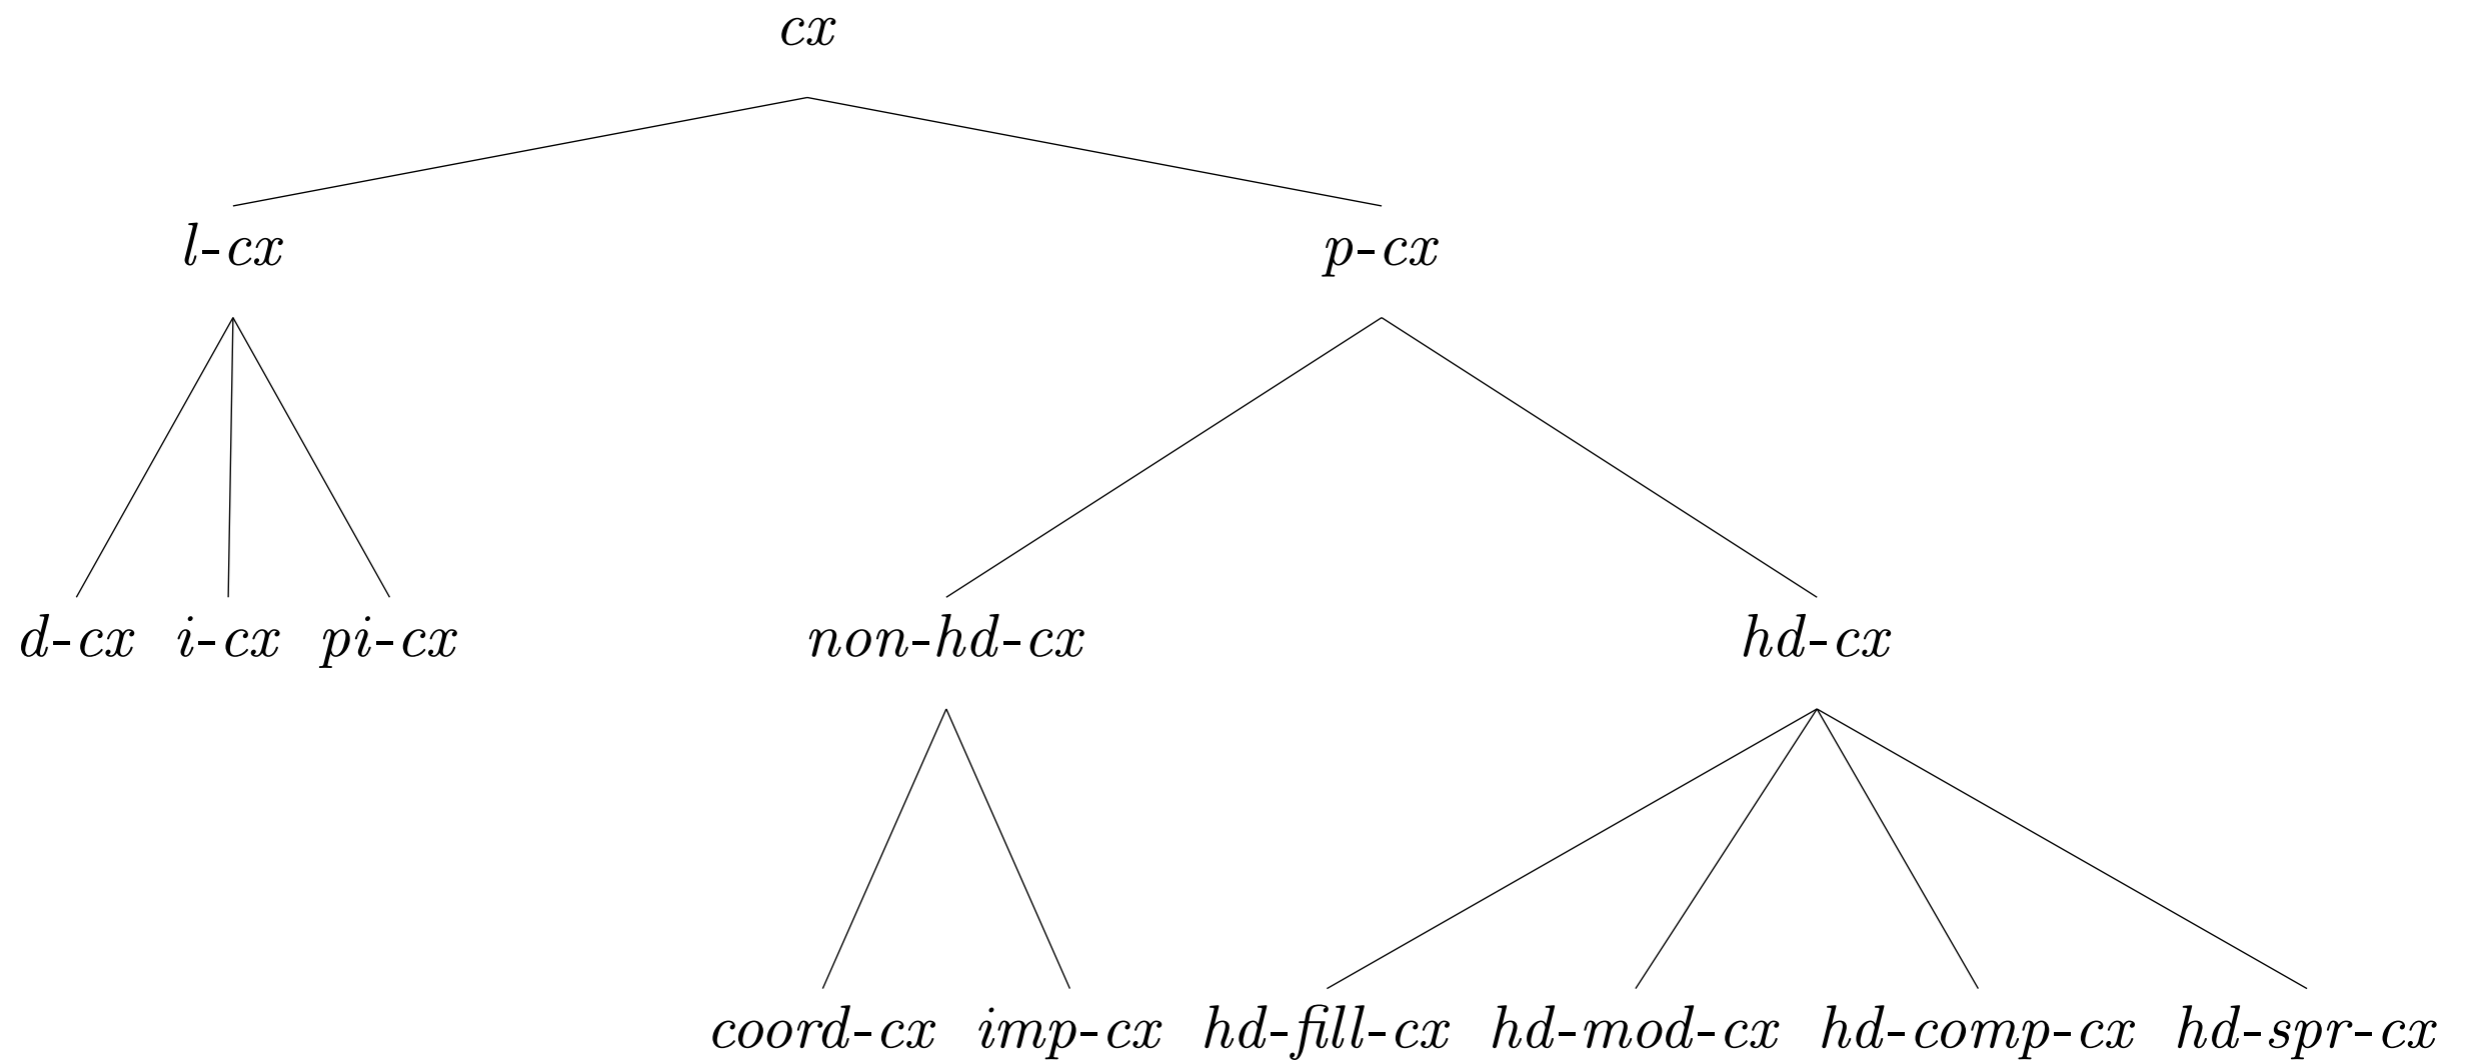 cx
l-cx p-cx
d-cx i-cx pi-cx non-hd-cx hd-cx
coord-cx imp-cx hd-fill-cx hd-mod-cx hd-comp-cx hd-spr-cx